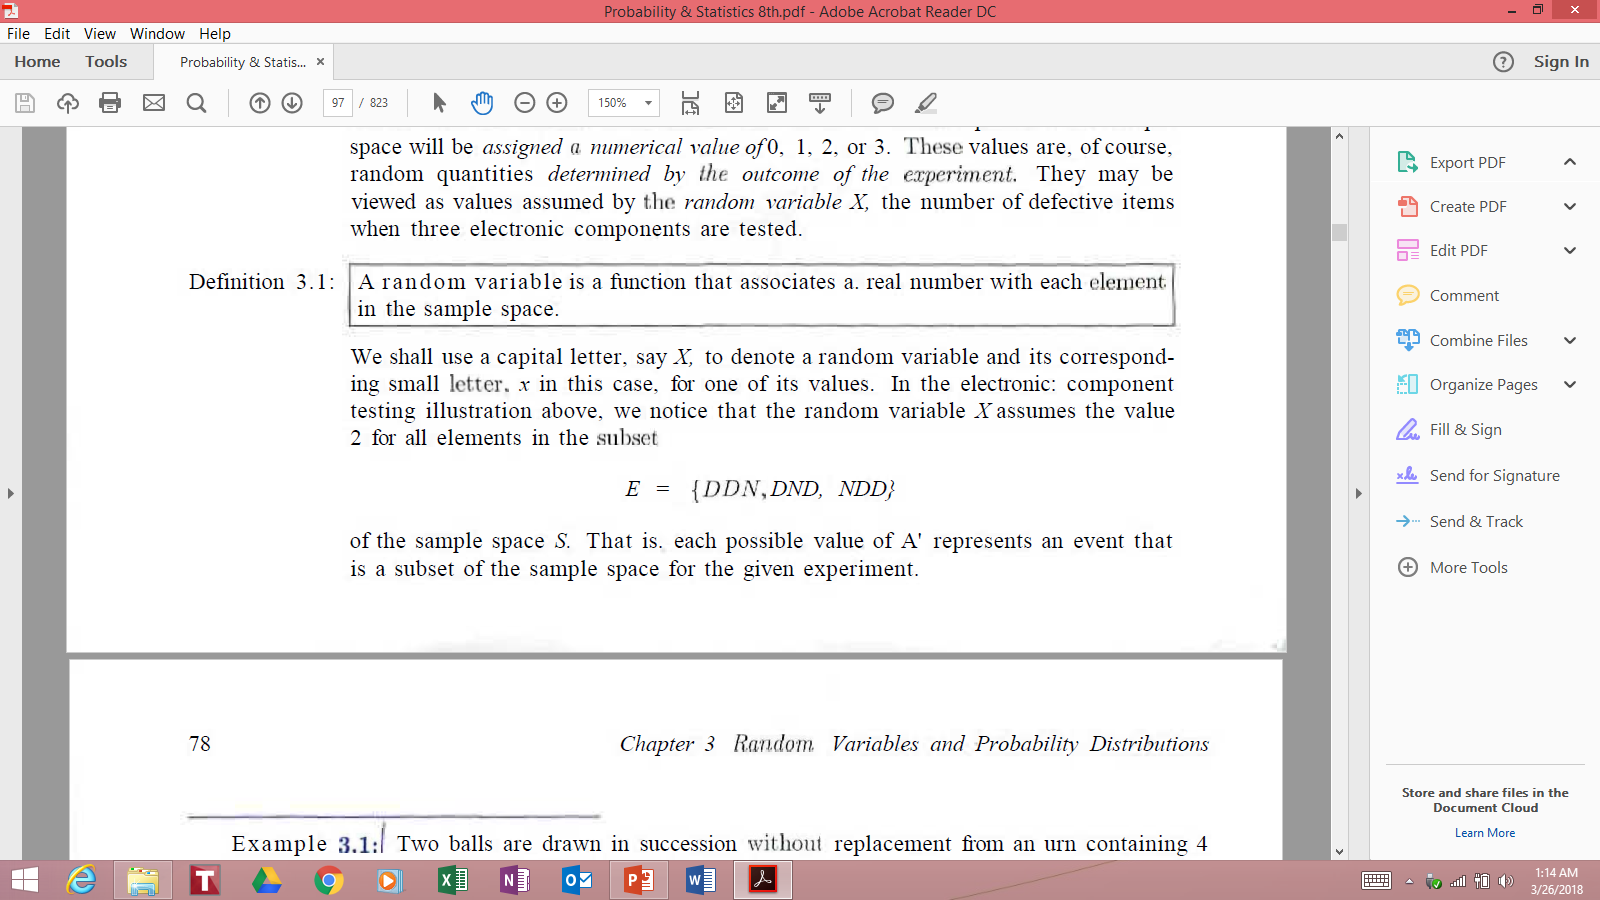 Probability & Statistics 8th.pdf - Adobe Acrobat Reader DC
File Edit View Window Help
Home Tools Probability & Statis... × ? Sign In
97 / 823 150%
space will be assigned a numerical value of 0, 1, 2, or 3. These values are, of course,
random quantities determined by the outcome of the experiment. They may be
viewed as values assumed by the random variable X, the number of defective items
when three electronic components are tested.
Definition 3.1: A random variable is a function that associates a. real number with each element
in the sample space.
We shall use a capital letter, say X, to denote a random variable and its correspond-
ing small letter, x in this case, for one of its values. In the electronic: component
testing illustration above, we notice that the random variable X assumes the value
2 for all elements in the subset
E = {DDN, DND, NDD}
of the sample space S. That is. each possible value of A' represents an event that
is a subset of the sample space for the given experiment.
78 Chapter 3 Random Variables and Probability Distributions
Example 3.1: Two balls are drawn in succession without replacement from an urn containing 4
Export PDF
Create PDF
Edit PDF
Comment
Combine Files
Organize Pages
Fill & Sign
Send for Signature
Send & Track
More Tools
Store and share files in the
Document Cloud
Learn More
1:14 AM
3/26/2018